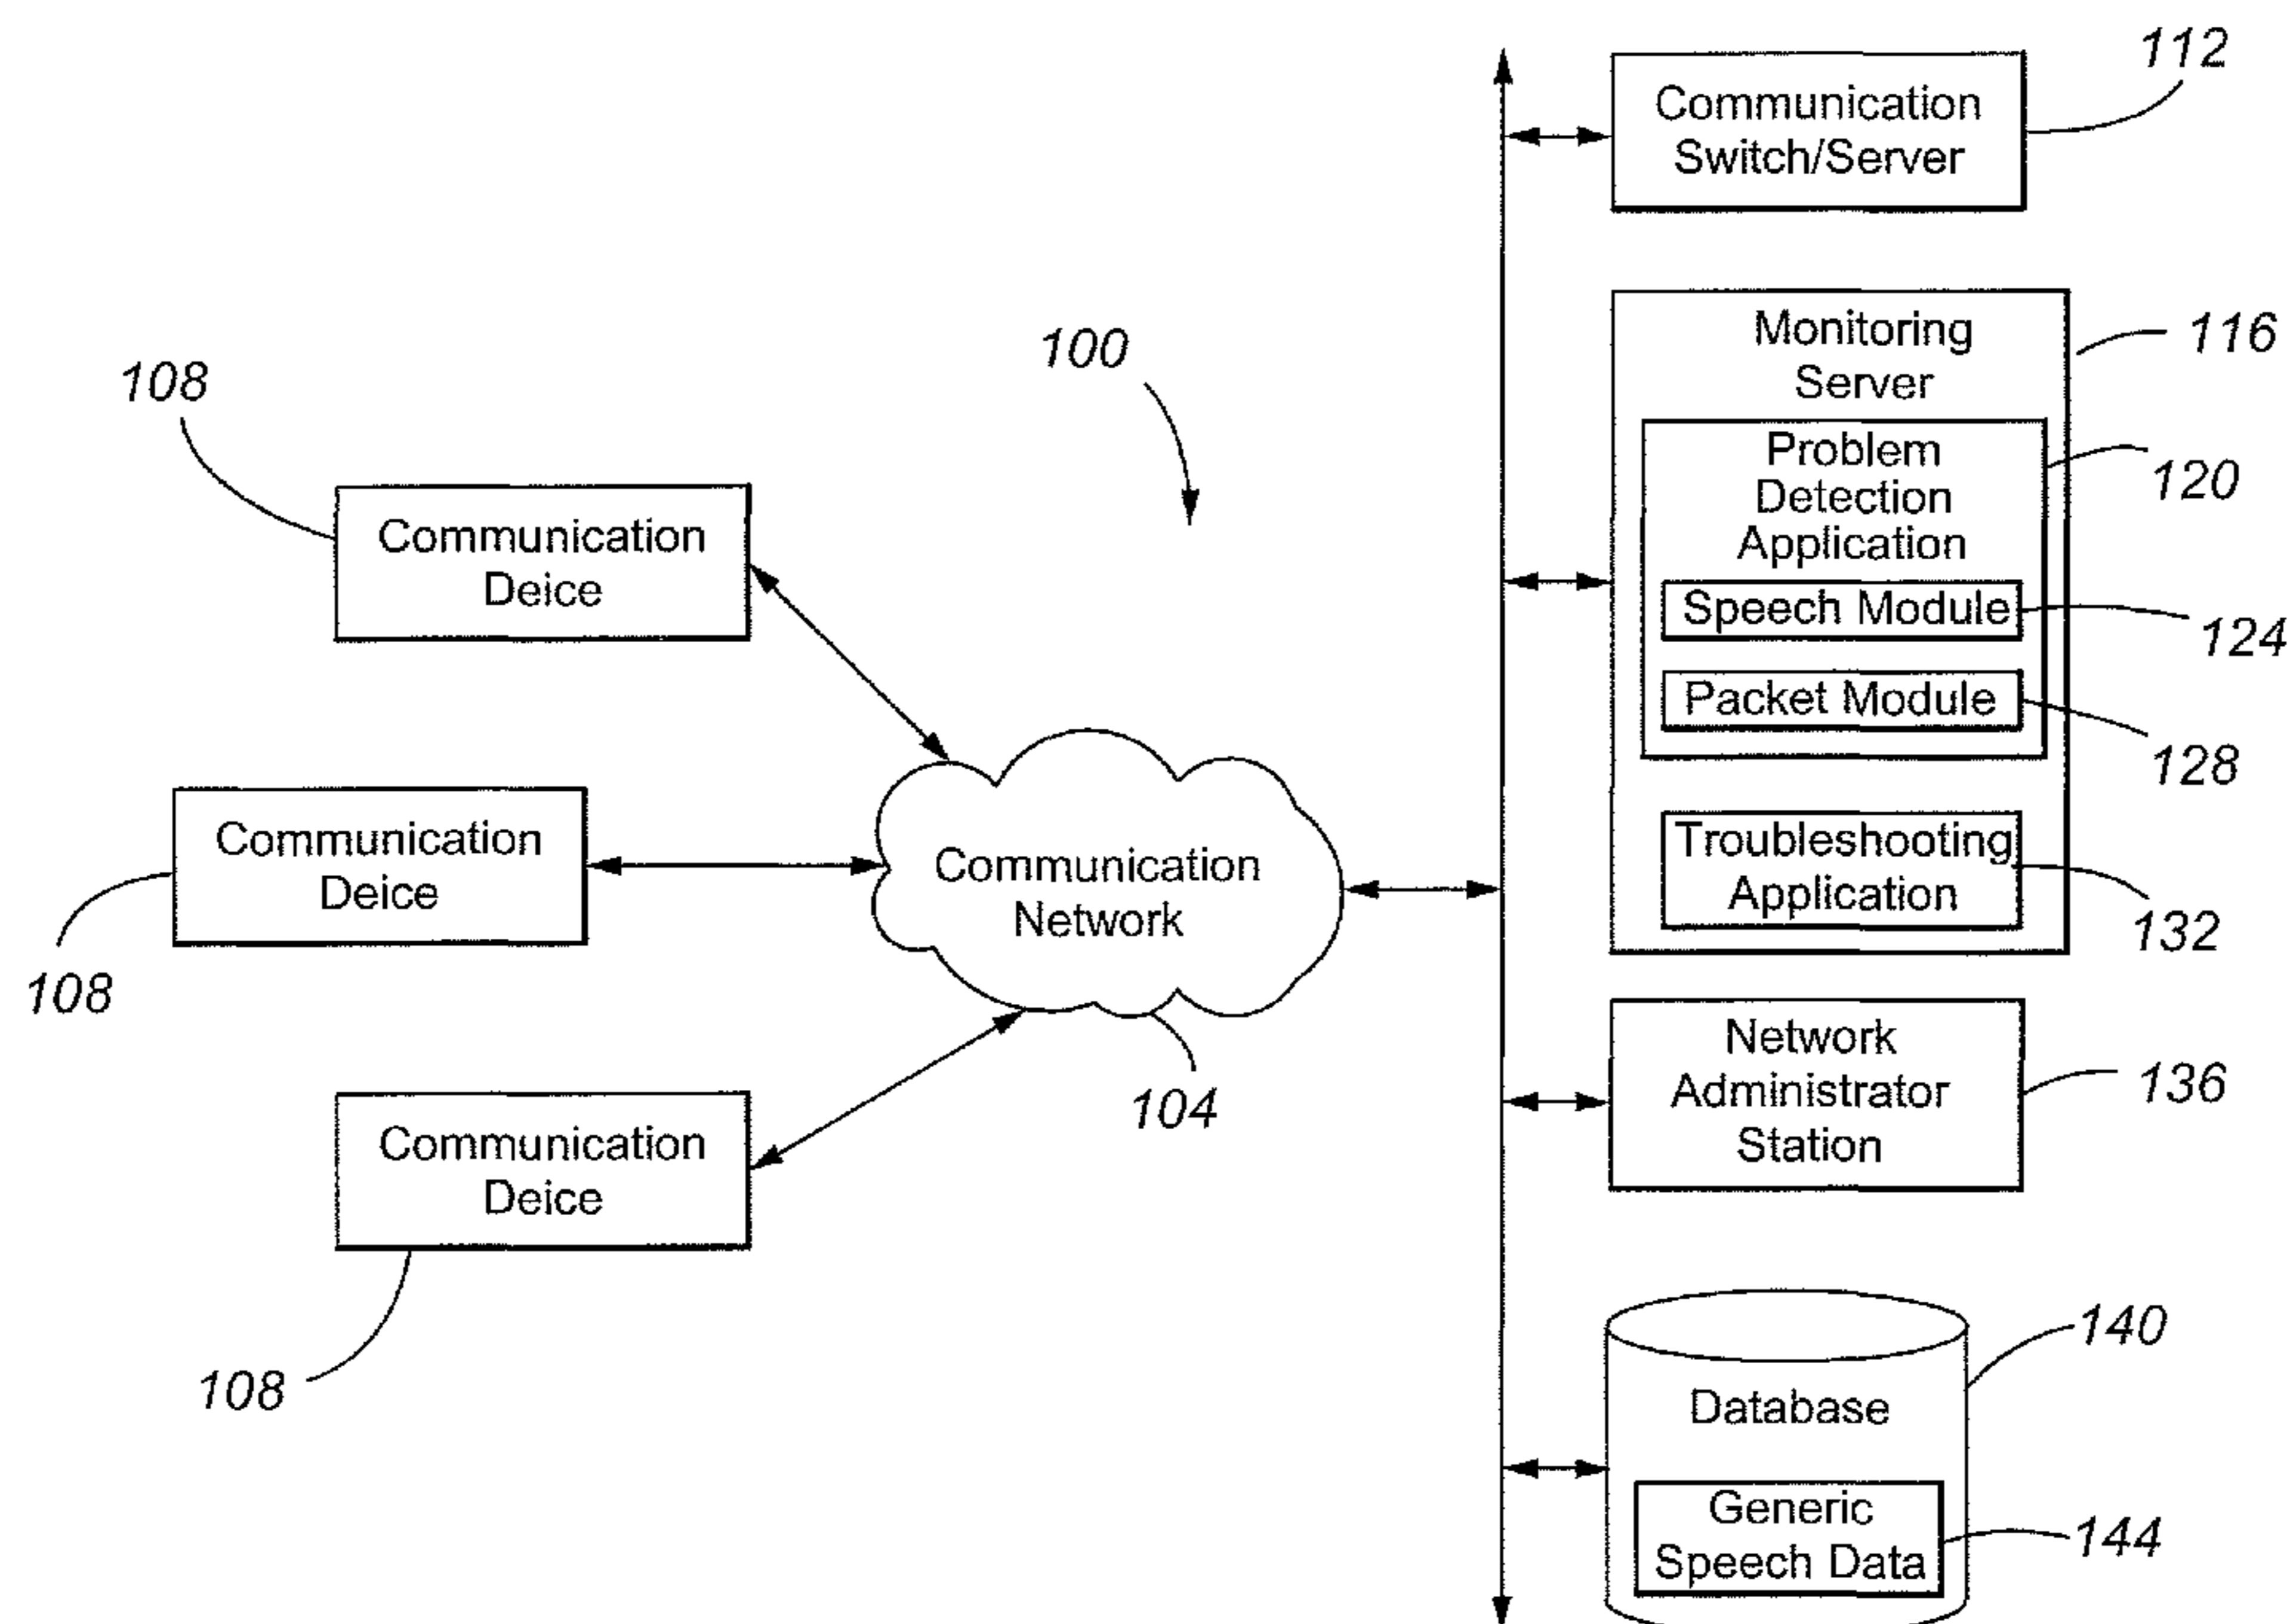 112
Communication
Switch/Server
100
Monitoring
Server
116
108
Problem
Detection
Application
120
Communication
Deice
Speech Module
124
Packet Module
128
Communication
Deice
108
Communication
Network
104
Troubleshooting
Application
132
Network
Administrator
Station
136
Communication
Deice
108
140
Database
Generic
Speech Data
144